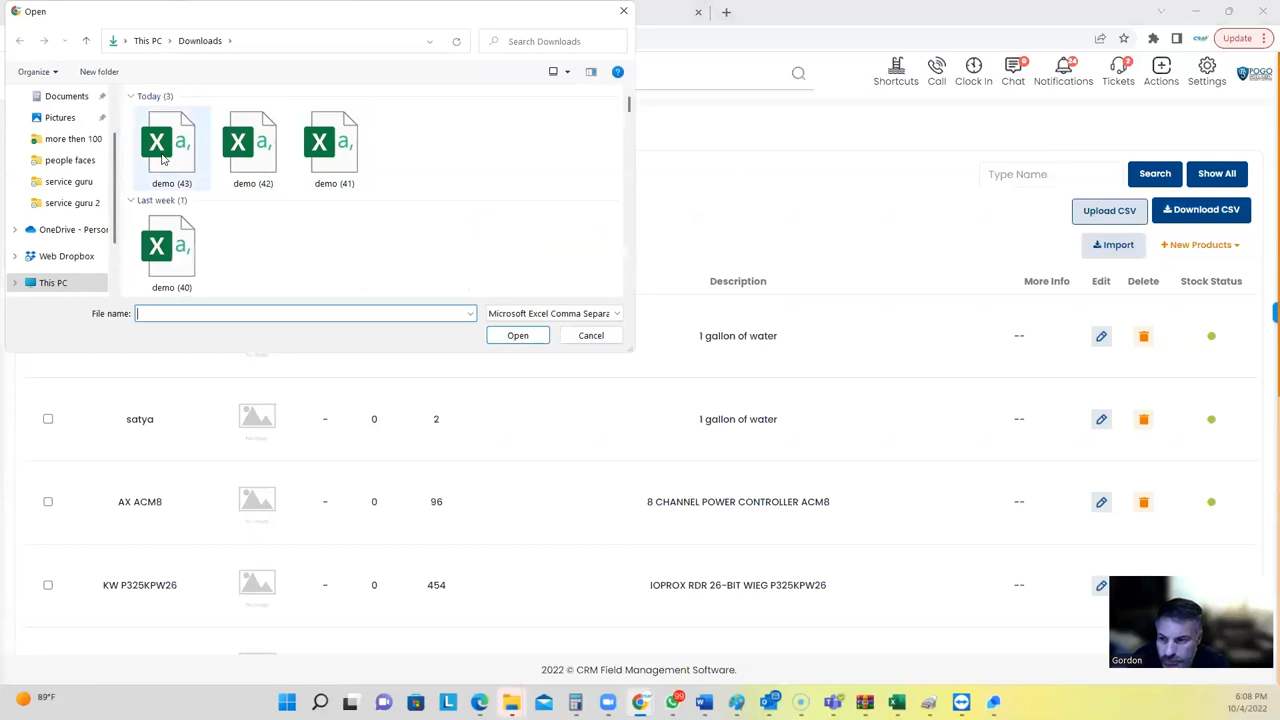 Open
This PC
Downloads
Search Downloads
Organize
New folder
Update
Documents
Pictures
more then 100
people faces
service guru
service guru 2
OneDrive - Person
Web Dropbox
This PC
Today (3)
demo (43)
demo (42)
demo (41)
Last week (1)
demo (40)
File name:
Microsoft Excel Comma Separa
Open
Cancel
Shortcuts
Call
Clock In
9
Chat
24
Notifications
2
Tickets
Actions
Settings
POGO
Type Name
Search
Show All
Upload CSV
Download CSV
Import
+ New Products
Description
More Info
Edit
Delete
Stock Status
1 gallon of water
--
satya
-
0
2
1 gallon of water
--
AX ACM8
-
0
96
8 CHANNEL POWER CONTROLLER ACM8
--
KW P325KPW26
-
0
454
IOPROX RDR 26-BIT WIEG P325KPW26
--
Gordon
2022 © CRM Field Management Software.
89°F
99
6:08 PM
10/4/2022